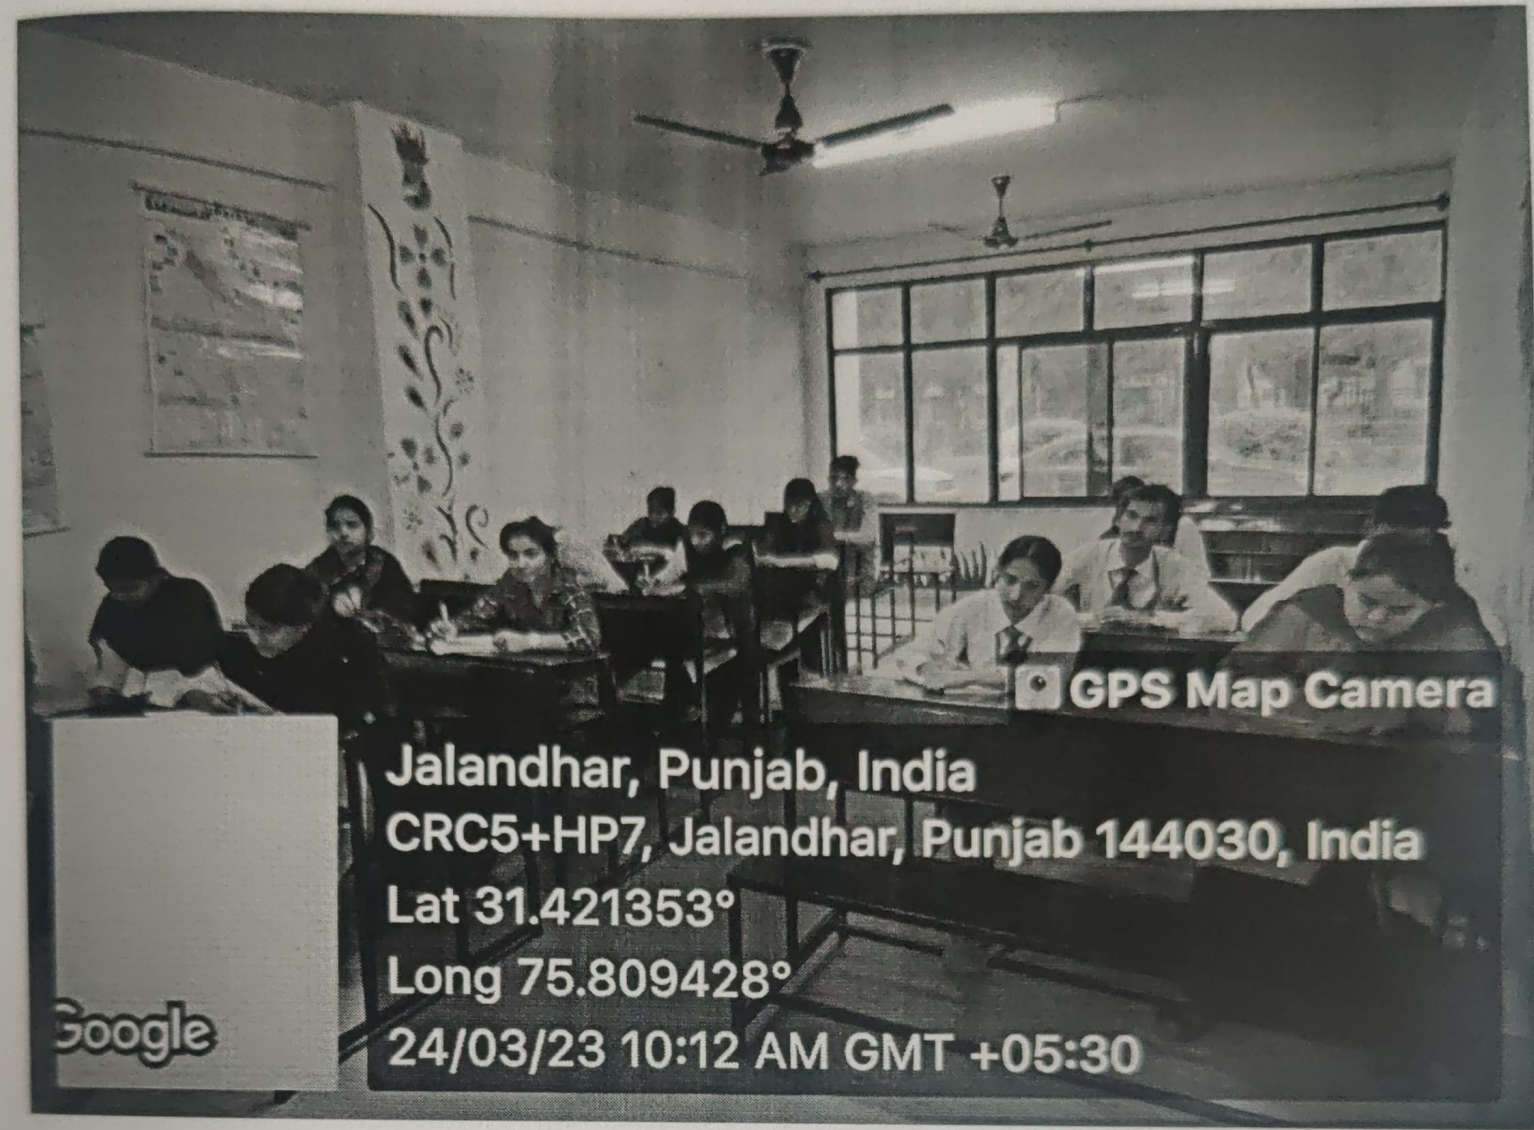 GPS Map Camera
Jalandhar, Punjab, India
CRC5+HP7, Jalandhar, Punjab 144030, India
Lat 31.421353°
Long 75.809428°
24/03/23 10:12 AM GMT +05:30
Google